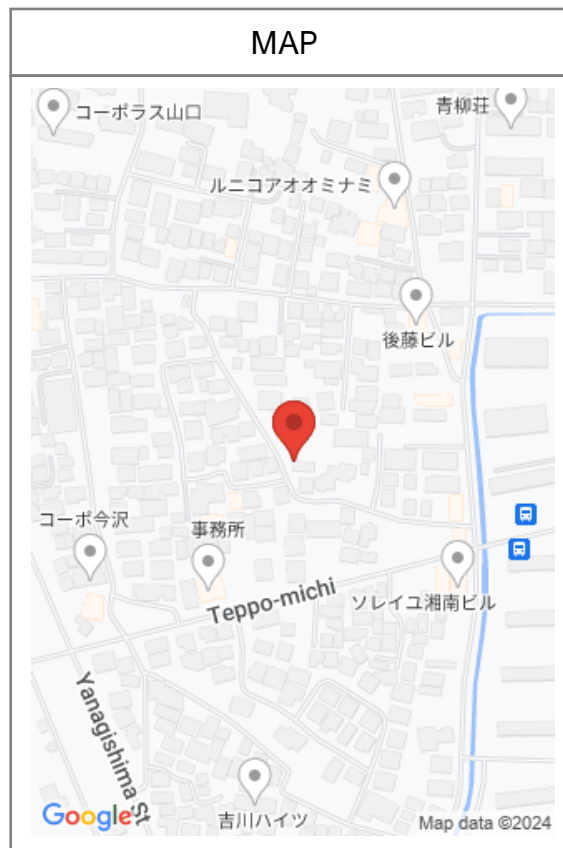 MAP
コーポラス山口
青柳荘
ルニコアオオミナミ
後藤ビル
コーポ今沢
事務所
Teppo-michi
ソレイユ湘南ビル
Yanagishima St
吉川ハイツ
Google
Map data ©2024